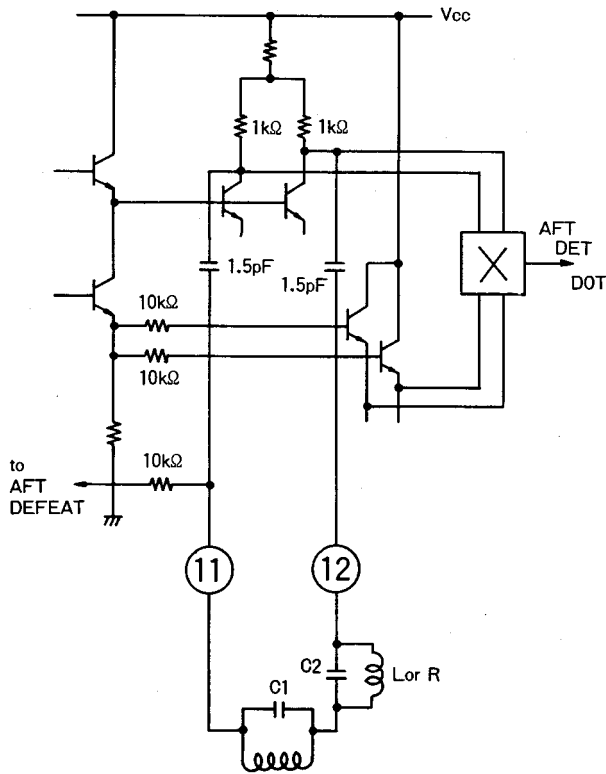 Vcc
1kΩ
1kΩ
1.5pF
1.5pF
AFT
DET
DOT
10kΩ
10kΩ
10kΩ
to
AFT
DEFEAT
11
12
C2
L or R
C1